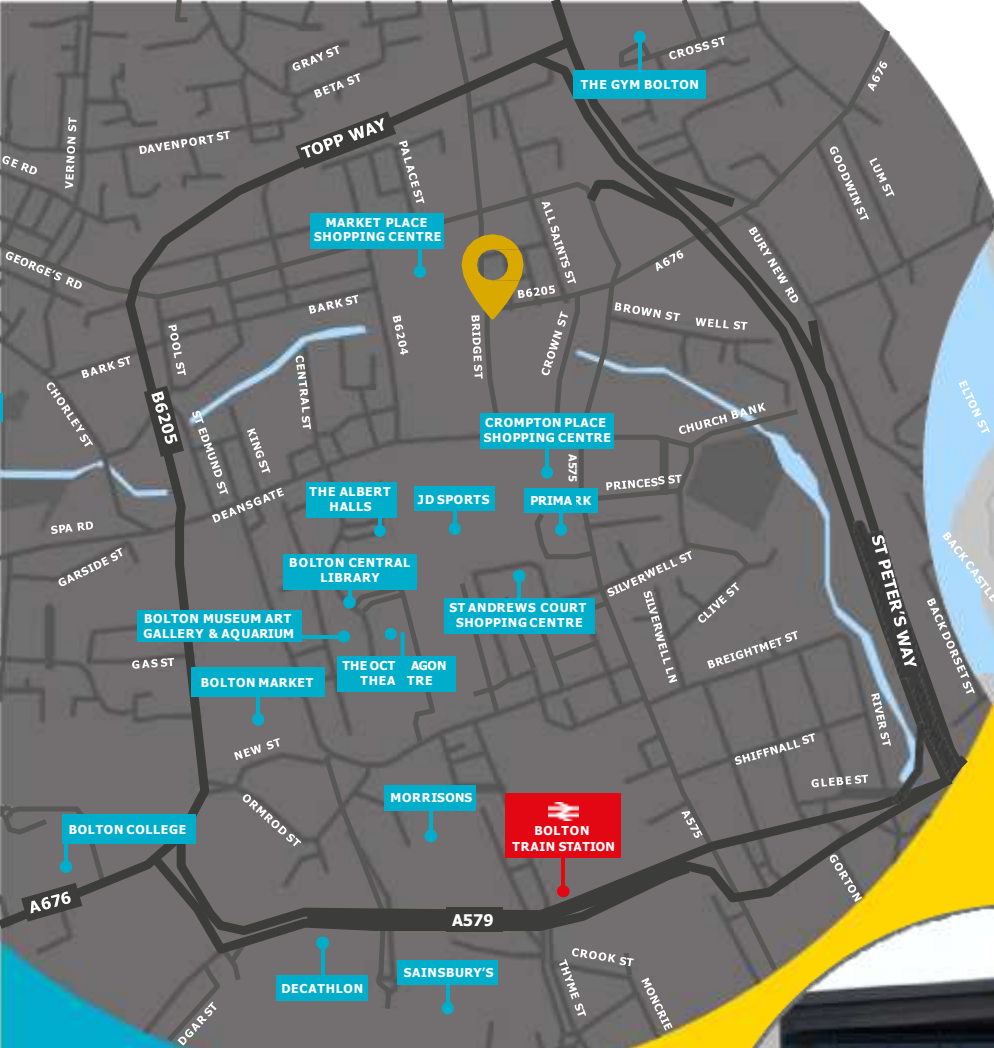 CROSS ST
GRAY ST
BETA ST
THE GYM BOLTON
A676
TOPP WAY
VERNON ST
DAVENPORT ST
PALACE ST
GE RD
GOODWIN ST
LUM ST
MARKET PLACE
SHOPPING CENTRE
ALL SAINTS ST
BURY NEW RD
GEORGE'S RD
A676
B6205
BARK ST
BROWN ST
WELL ST
POOL ST
B6204
BRIDGE ST
CROWN ST
BARK ST
CHORLEY ST
B6205
CENTRAL ST
ELTON ST
ST EDMUND ST
KING ST
CROMPTON PLACE
SHOPPING CENTRE
CHURCH BANK
A575
PRINCESS ST
DEANSGATE
THE ALBERT
HALLS
JD SPORTS
PRIMARK
SPA RD
GARSIDE ST
BOLTON CENTRAL
LIBRARY
SILVERWELL ST
ST PETER'S WAY
BACK CASTLE
SILVERWELL LN
CLIVE ST
ST ANDREWS COURT
SHOPPING CENTRE
BOLTON MUSEUM ART
GALLERY & AQUARIUM
BACK DORSET ST
BREIGHTMET ST
GAS ST
THE OCTAGON
THEATRE
BOLTON MARKET
RIVER ST
NEW ST
SHIFFNALL ST
GLEBE ST
MORRISONS
ORMROD ST
A575
BOLTON
TRAIN STATION
BOLTON COLLEGE
GORTON
A676
A579
CROOK ST
SAINSBURY'S
THYME ST
MONCRIE
DECATHLON
DGAR ST